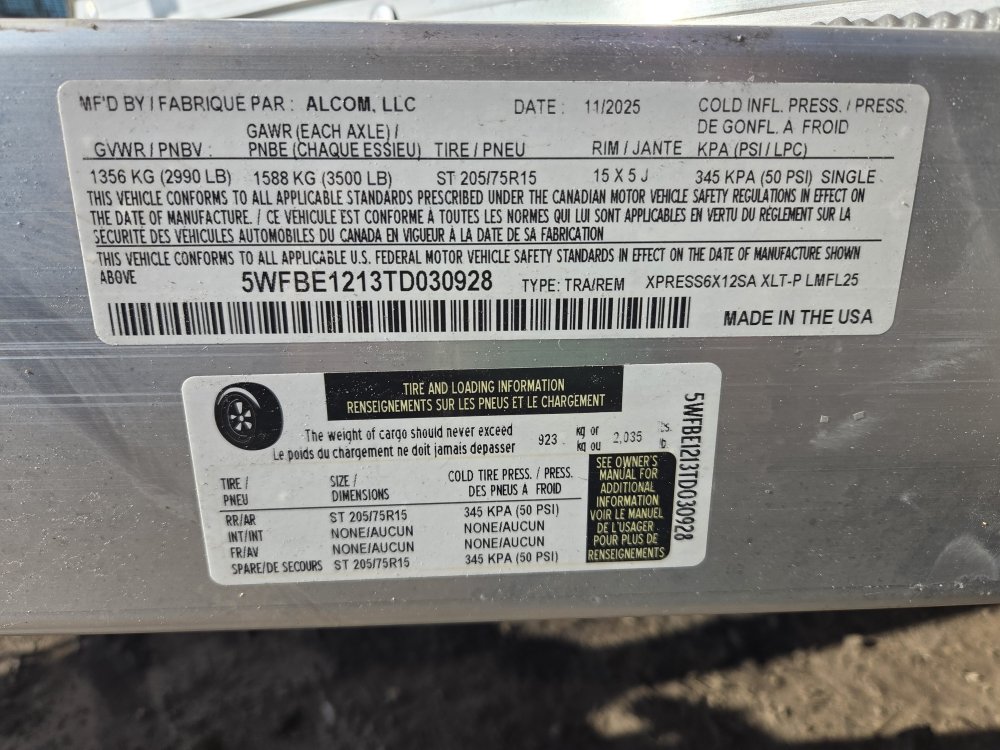 MF'D BY / FABRIQUE PAR : ALCOM, LLC DATE : 11/2025 COLD INFL. PRESS. / PRESS. DE GONFL. À FROID
GVWR / PNBV : GAWR (EACH AXLE) / PNBE (CHAQUE ESSIEU) TIRE / PNEU RIM / JANTE KPA (PSI / LPC)
1356 KG (2990 LB) 1588 KG (3500 LB) ST 205/75R15 15 X 5 J 345 KPA (50 PSI) SINGLE
THIS VEHICLE CONFORMS TO ALL APPLICABLE STANDARDS PRESCRIBED UNDER THE CANADIAN MOTOR VEHICLE SAFETY REGULATIONS IN EFFECT ON
THE DATE OF MANUFACTURE. / CE VÉHICULE EST CONFORME À TOUTES LES NORMES QUI LUI SONT APPLICABLES EN VERTU DU RÈGLEMENT SUR LA
SÉCURITÉ DES VÉHICULES AUTOMOBILES DU CANADA EN VIGUEUR À LA DATE DE SA FABRICATION
THIS VEHICLE CONFORMS TO ALL APPLICABLE U.S. FEDERAL MOTOR VEHICLE SAFETY STANDARDS IN EFFECT ON THE DATE OF MANUFACTURE SHOWN
ABOVE 5WFBE1213TD030928 TYPE: TRA/REM XPRESS6X12SA XLT-P LMFL25
MADE IN THE USA
TIRE AND LOADING INFORMATION
RENSEIGNEMENTS SUR LES PNEUS ET LE CHARGEMENT
The weight of cargo should never exceed 923 kg or 2,035 lbs.
Le poids du chargement ne doit jamais depasser kg ou lb.
TIRE / PNEU SIZE / DIMENSIONS COLD TIRE PRESS. / PRESS. DES PNEUS A FROID
RR/AR ST 205/75R15 345 KPA (50 PSI)
INT/INT NONE/AUCUN NONE/AUCUN
FR/AV NONE/AUCUN NONE/AUCUN
SPARE/DE SECOURS ST 205/75R15 345 KPA (50 PSI)
SEE OWNER'S
MANUAL FOR
ADDITIONAL
INFORMATION
VOIR LE MANUEL
DE L'USAGER
POUR PLUS DE
RENSEIGNEMENTS
5WFBE1213TD030928